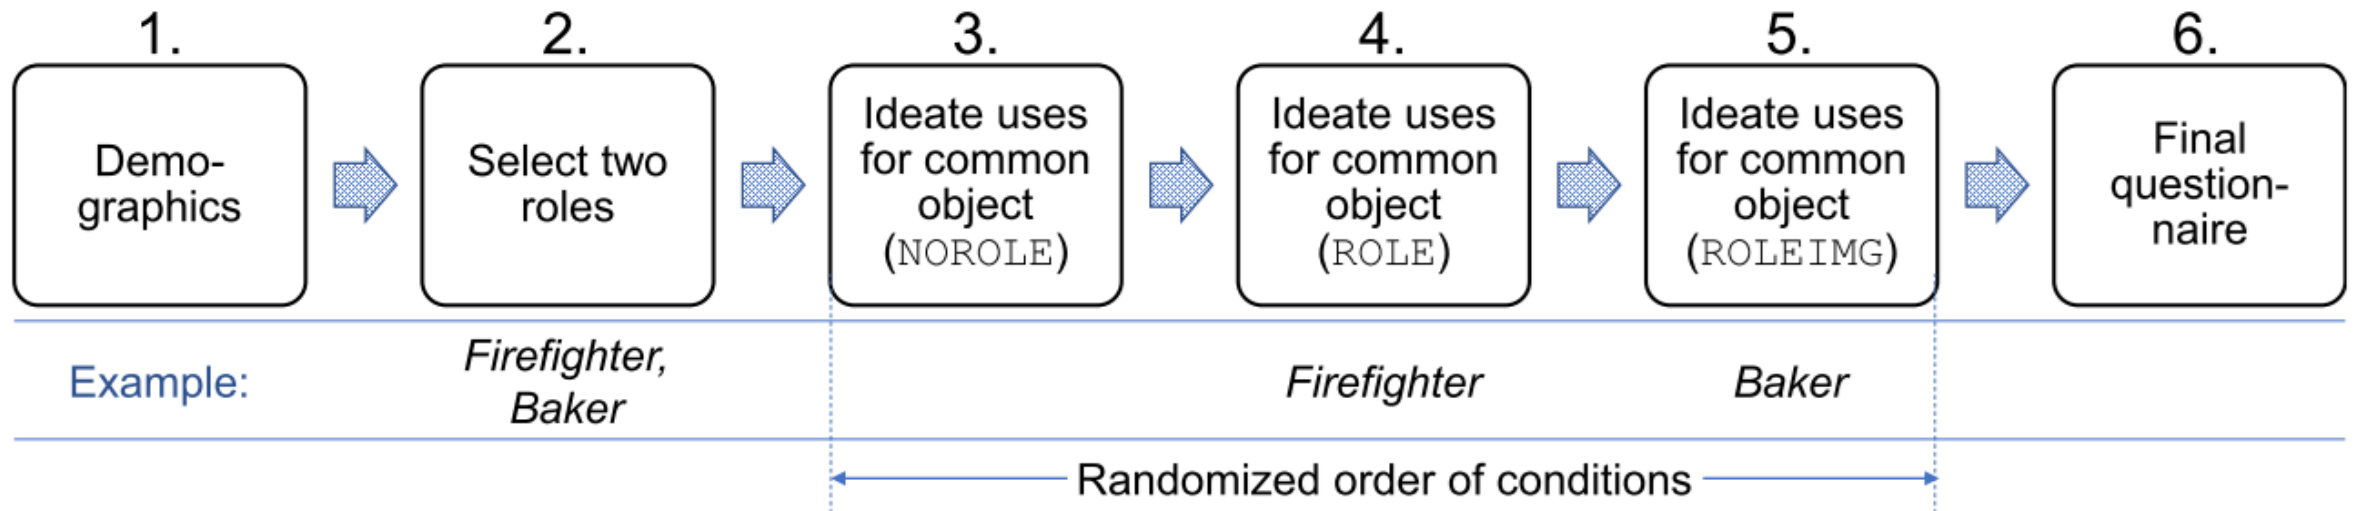 1.
Demo-
graphics
2.
Select two
roles
3.
Ideate uses
for common
object
(NOROLE)
4.
Ideate uses
for common
object
(ROLE)
5.
Ideate uses
for common
object
(ROLEIMG)
6.
Final
question-
naire
Example:
Firefighter,
Baker
Firefighter
Baker
Randomized order of conditions